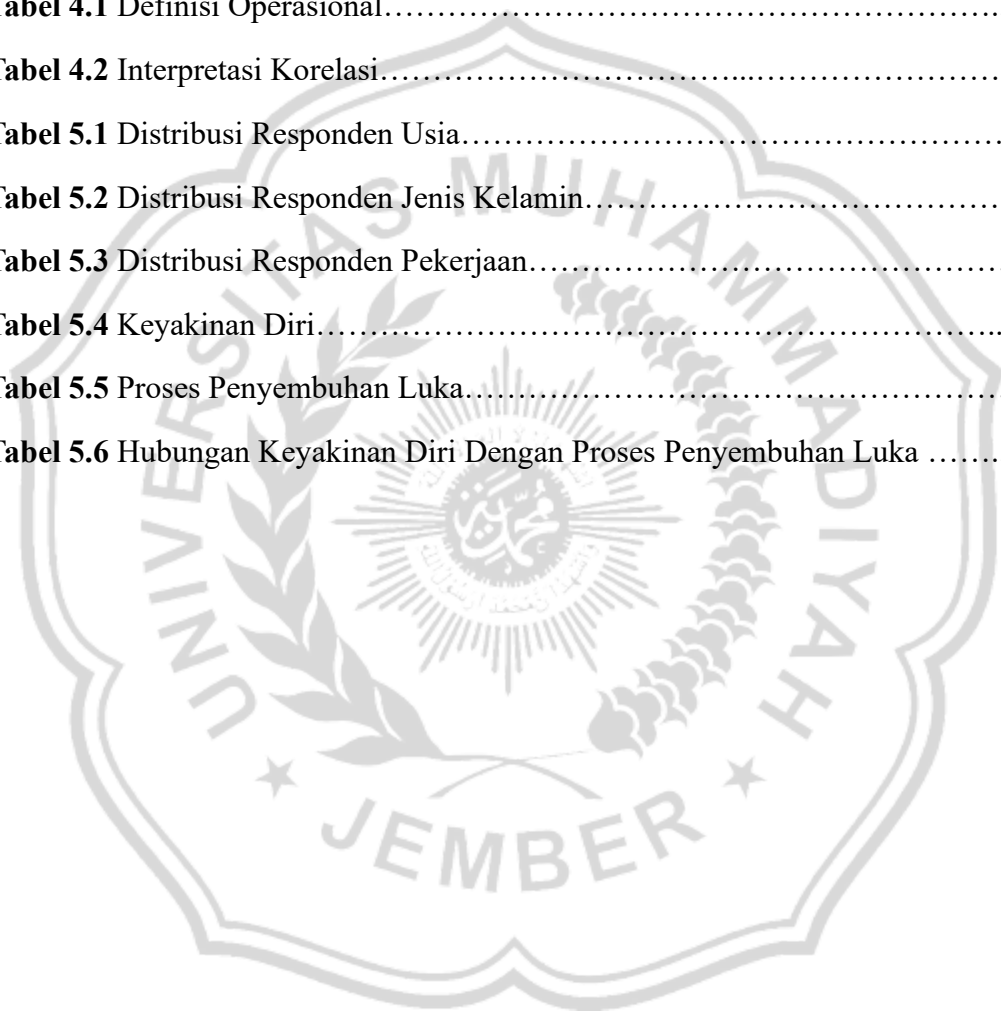 Tabel 4.1 Definisi Operasional……………………………………………………….
Tabel 4.2 Interpretasi Korelasi………………………………...……………………
Tabel 5.1 Distribusi Responden Usia………………………………………………….
Tabel 5.2 Distribusi Responden Jenis Kelamin……………………………………….
Tabel 5.3 Distribusi Responden Pekerjaan…………………………………………….
Tabel 5.4 Keyakinan Diri……………………………………………………………..
Tabel 5.5 Proses Penyembuhan Luka………………………………………………….
Tabel 5.6 Hubungan Keyakinan Diri Dengan Proses Penyembuhan Luka …….
UNIVERSITAS MUHAMMADIYAH
JEMBER